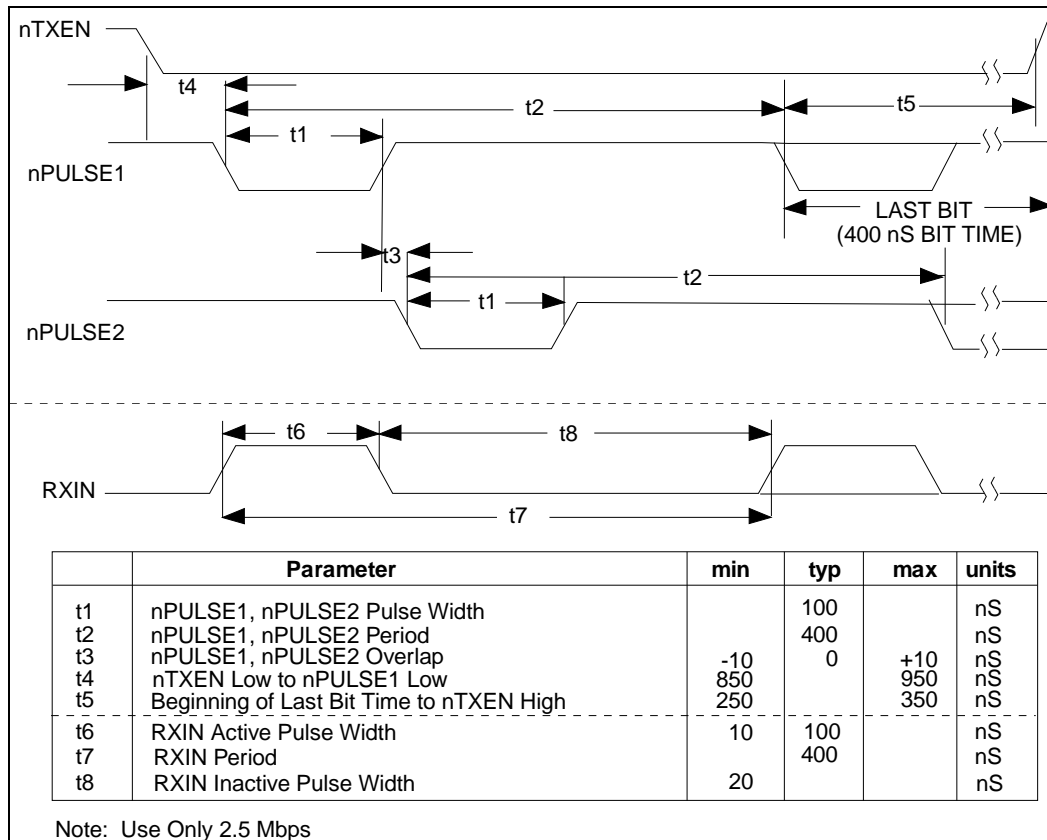 nTXEN
t4
t2
t5
t1
nPULSE1
LAST BIT
(400 nS BIT TIME)
t3
t2
t1
nPULSE2
t6
t8
RXIN
t7
Parameter min typ max units
t1 nPULSE1, nPULSE2 Pulse Width 100 nS
t2 nPULSE1, nPULSE2 Period 400 nS
t3 nPULSE1, nPULSE2 Overlap -10 0 +10 nS
t4 nTXEN Low to nPULSE1 Low 850 950 nS
t5 Beginning of Last Bit Time to nTXEN High 250 350 nS
t6 RXIN Active Pulse Width 10 100 nS
t7 RXIN Period 400 nS
t8 RXIN Inactive Pulse Width 20 nS
Note: Use Only 2.5 Mbps